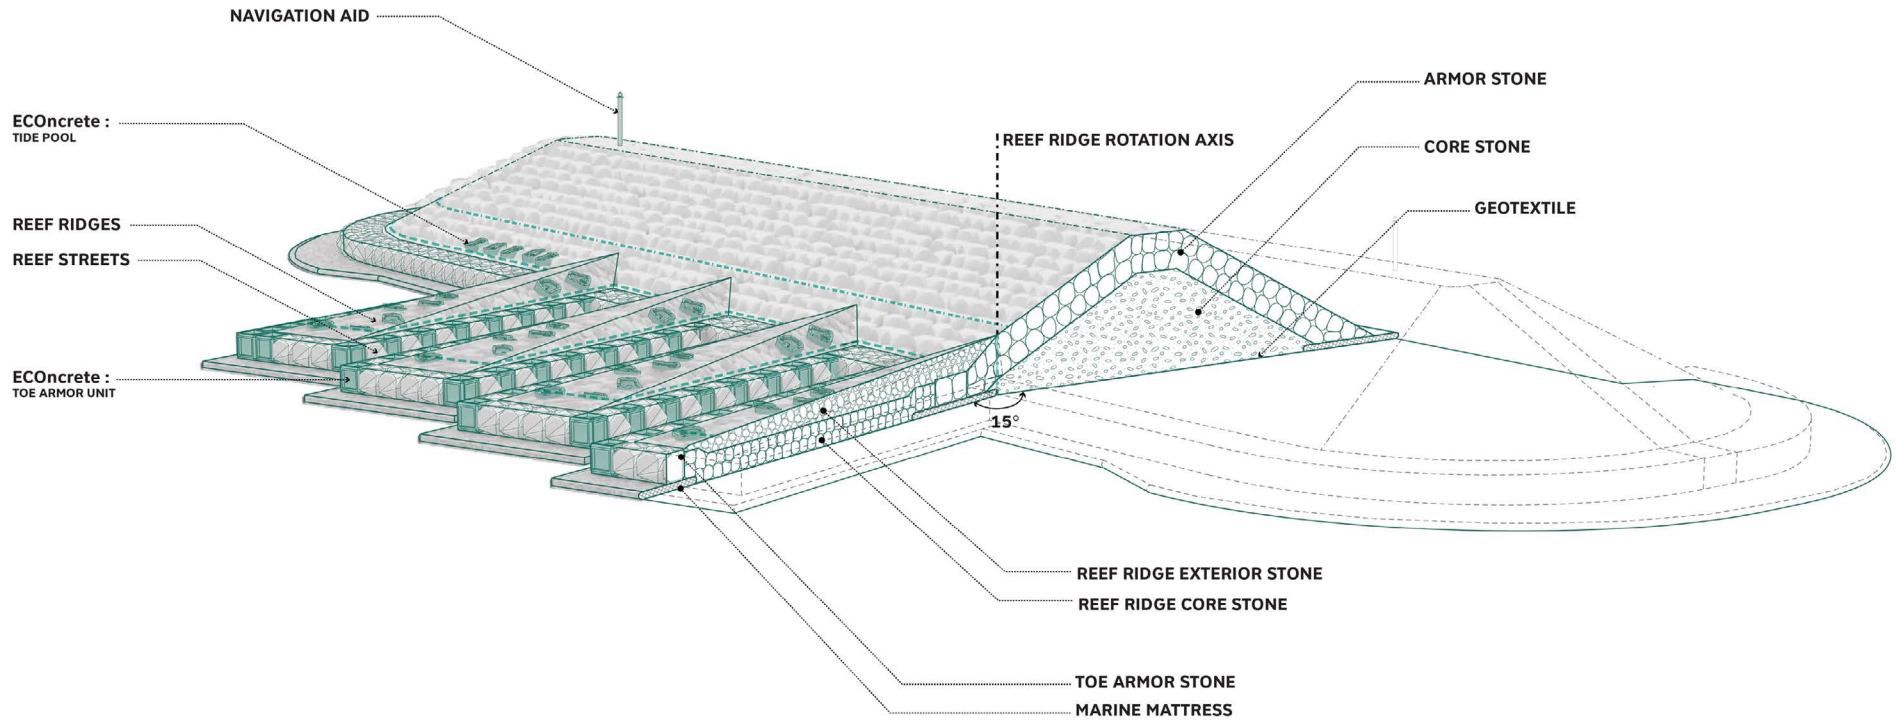 NAVIGATION AID
ARMOR STONE
ECOncrete :
TIDE POOL
REEF RIDGE ROTATION AXIS
CORE STONE
GEOTEXTILE
REEF RIDGES
REEF STREETS
ECOncrete :
TOE ARMOR UNIT
15°
REEF RIDGE EXTERIOR STONE
REEF RIDGE CORE STONE
TOE ARMOR STONE
MARINE MATTRESS